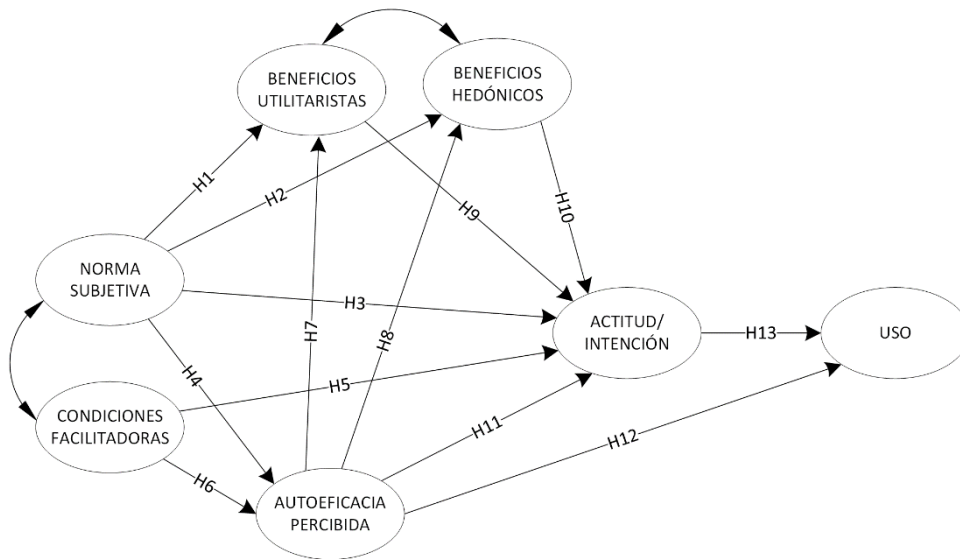 BENEFICIOS
UTILITARISTAS
BENEFICIOS
HEDÓNICOS
H1
H2
H9
H10
NORMA
SUBJETIVA
H3
H7
H8
ACTITUD/
INTENCIÓN
H13
USO
H4
H5
CONDICIONES
FACILITADORAS
H6
H11
H12
AUTOEFICACIA
PERCIBIDA